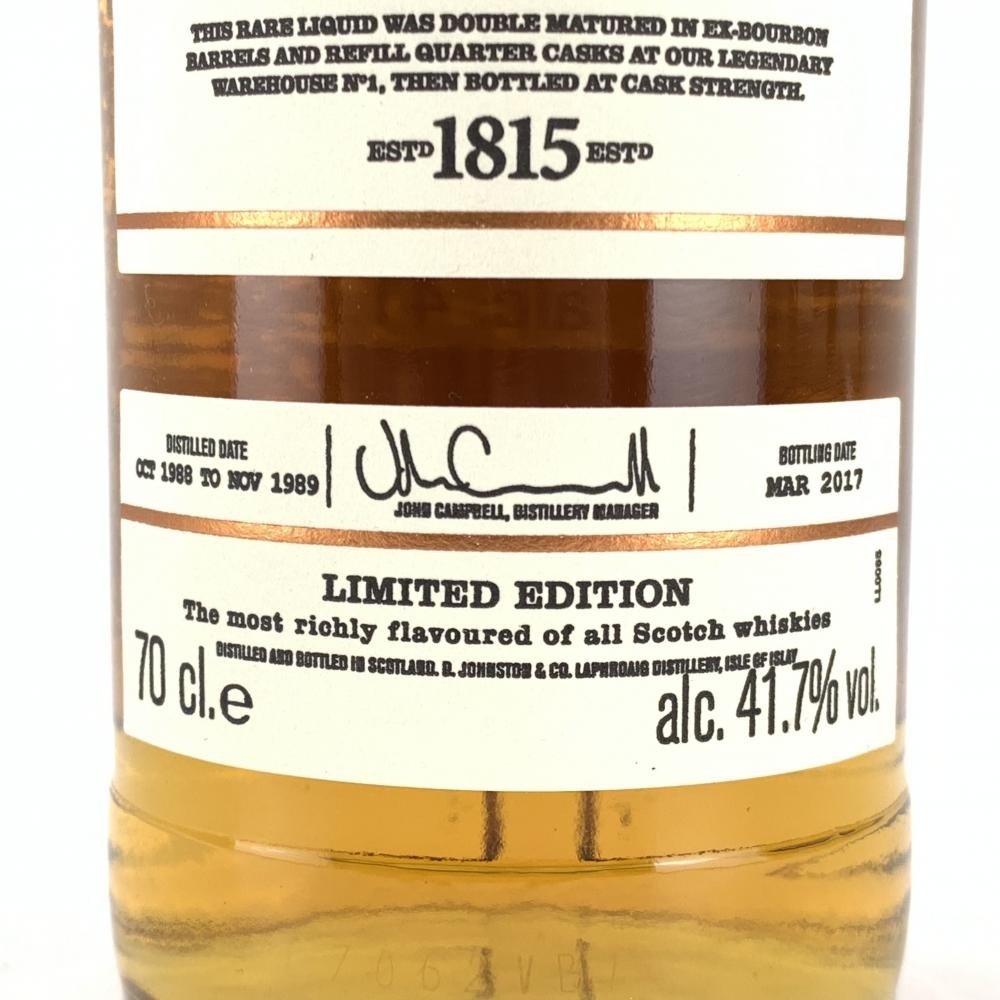 THIS RARE LIQUID WAS DOUBLE MATURED IN EX-BOURBON
BARRELS AND REFILL QUARTER CASKS AT OUR LEGENDARY
WAREHOUSE Nº1, THEN BOTTLED AT CASK STRENGTH.
ESTD 1815 ESTD
DISTILLED DATE
OCT 1988 TO NOV 1989
JOHN CAMPBELL, DISTILLERY MANAGER
BOTTLING DATE
MAR 2017
LIMITED EDITION
The most richly flavoured of all Scotch whiskies
DISTILLED AND BOTTLED IN SCOTLAND. D. JOHNSTON & CO. LAPHROAIG DISTILLERY, ISLE OF ISLAY
70 cl.e
alc. 41.7% vol.